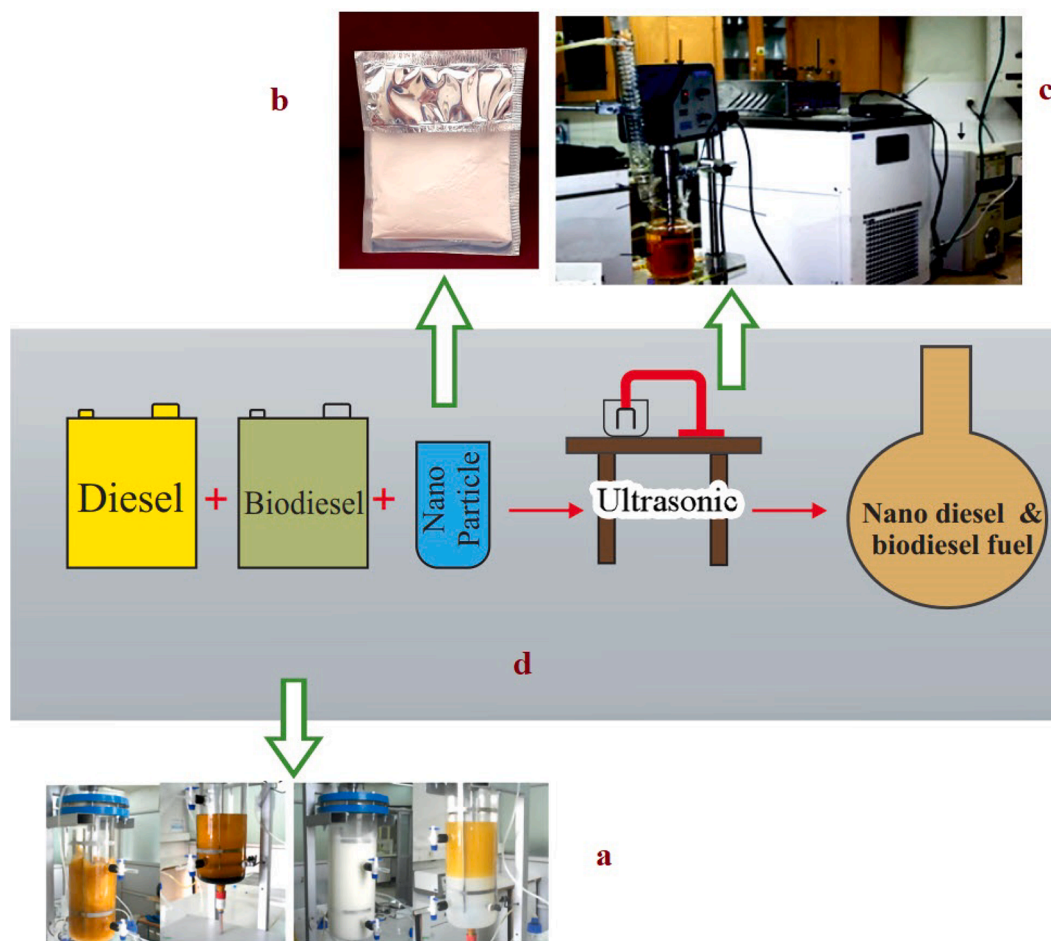 b
c
Diesel
+
Biodiesel
+
Nano
Particle
Ultrasonic
Nano diesel &
biodiesel fuel
d
a